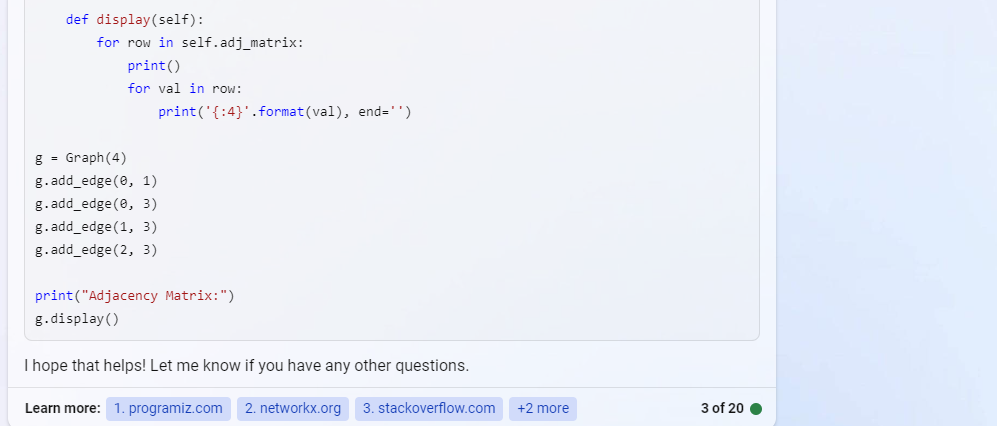 def display(self):
for row in self.adj_matrix:
print()
for val in row:
print('{:4}'.format(val), end='')
g = Graph(4)
g.add_edge(0, 1)
g.add_edge(0, 3)
g.add_edge(1, 3)
g.add_edge(2, 3)
print("Adjacency Matrix:")
g.display()
I hope that helps! Let me know if you have any other questions.
Learn more: 1. programiz.com 2. networkx.org 3. stackoverflow.com +2 more 3 of 20